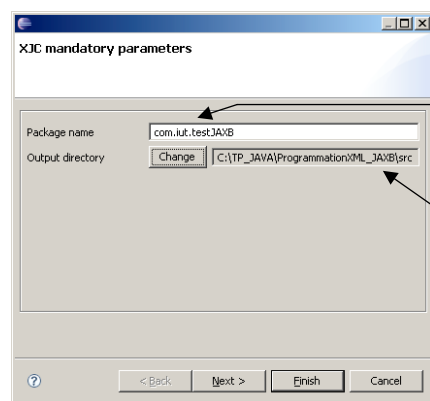 XJC mandatory parameters
Package name com.iut.testJAXB
Output directory Change C:\TP_JAVA\ProgrammationXML_JAXB\src
? < Back Next > Finish Cancel